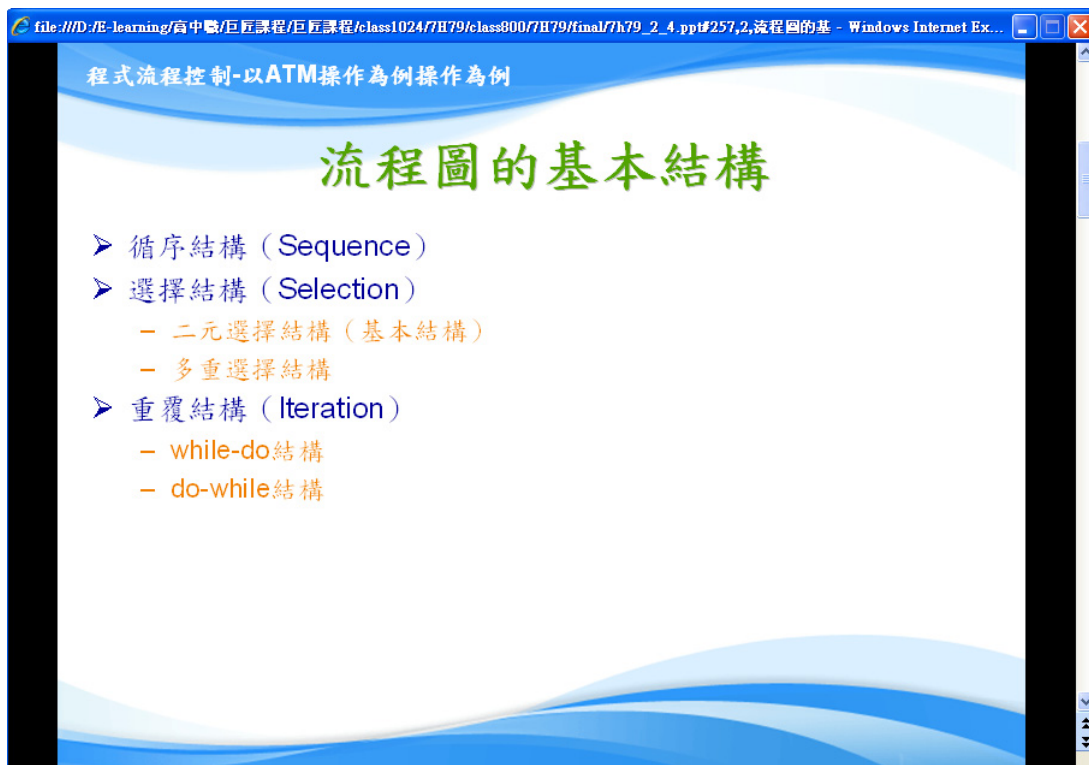 file:///D:/E-learning/高中職/巨匠課程/巨匠課程/class1024/7H79/class800/7H79/final/7h79_2_4.ppt#257,2,流程圖的基 - Windows Internet Ex...
程式流程控制-以ATM操作為例操作為例
流程圖的基本結構
➢ 循序結構（Sequence）
➢ 選擇結構（Selection）
– 二元選擇結構（基本結構）
– 多重選擇結構
➢ 重覆結構（Iteration）
– while-do結構
– do-while結構